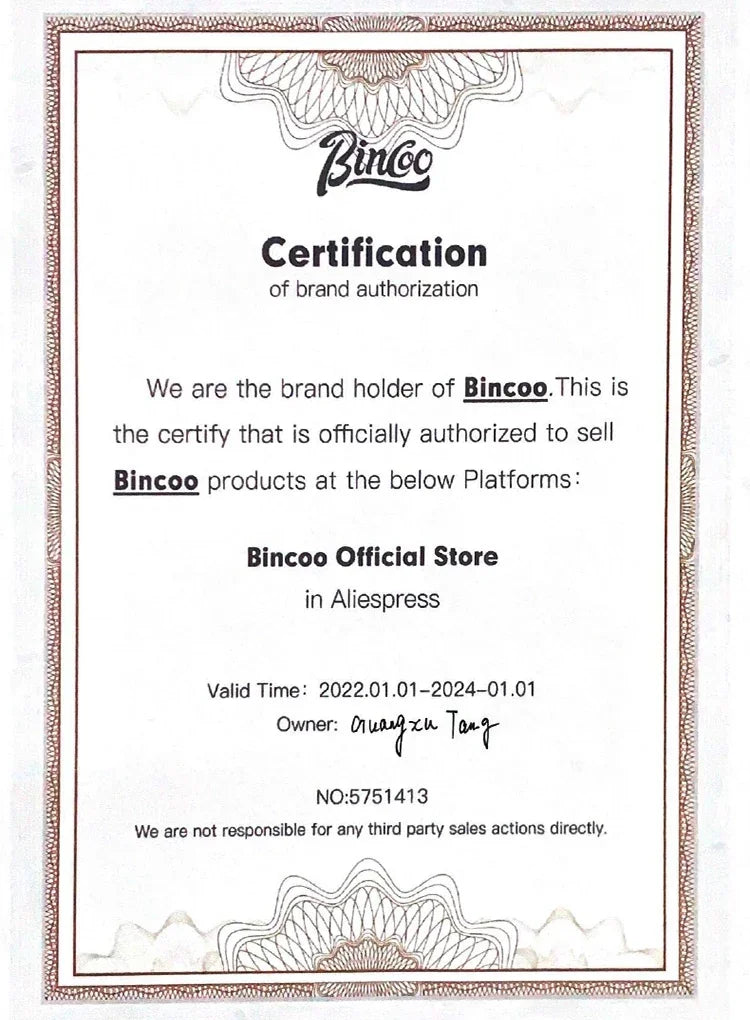 BinCoo
Certification
of brand authorization
We are the brand holder of Bincoo.This is
the certify that is officially authorized to sell
Bincoo products at the below Platforms:
Bincoo Official Store
in Aliespress
Valid Time: 2022.01.01-2024-01.01
Owner: Guangxu Tang
NO:5751413
We are not responsible for any third party sales actions directly.